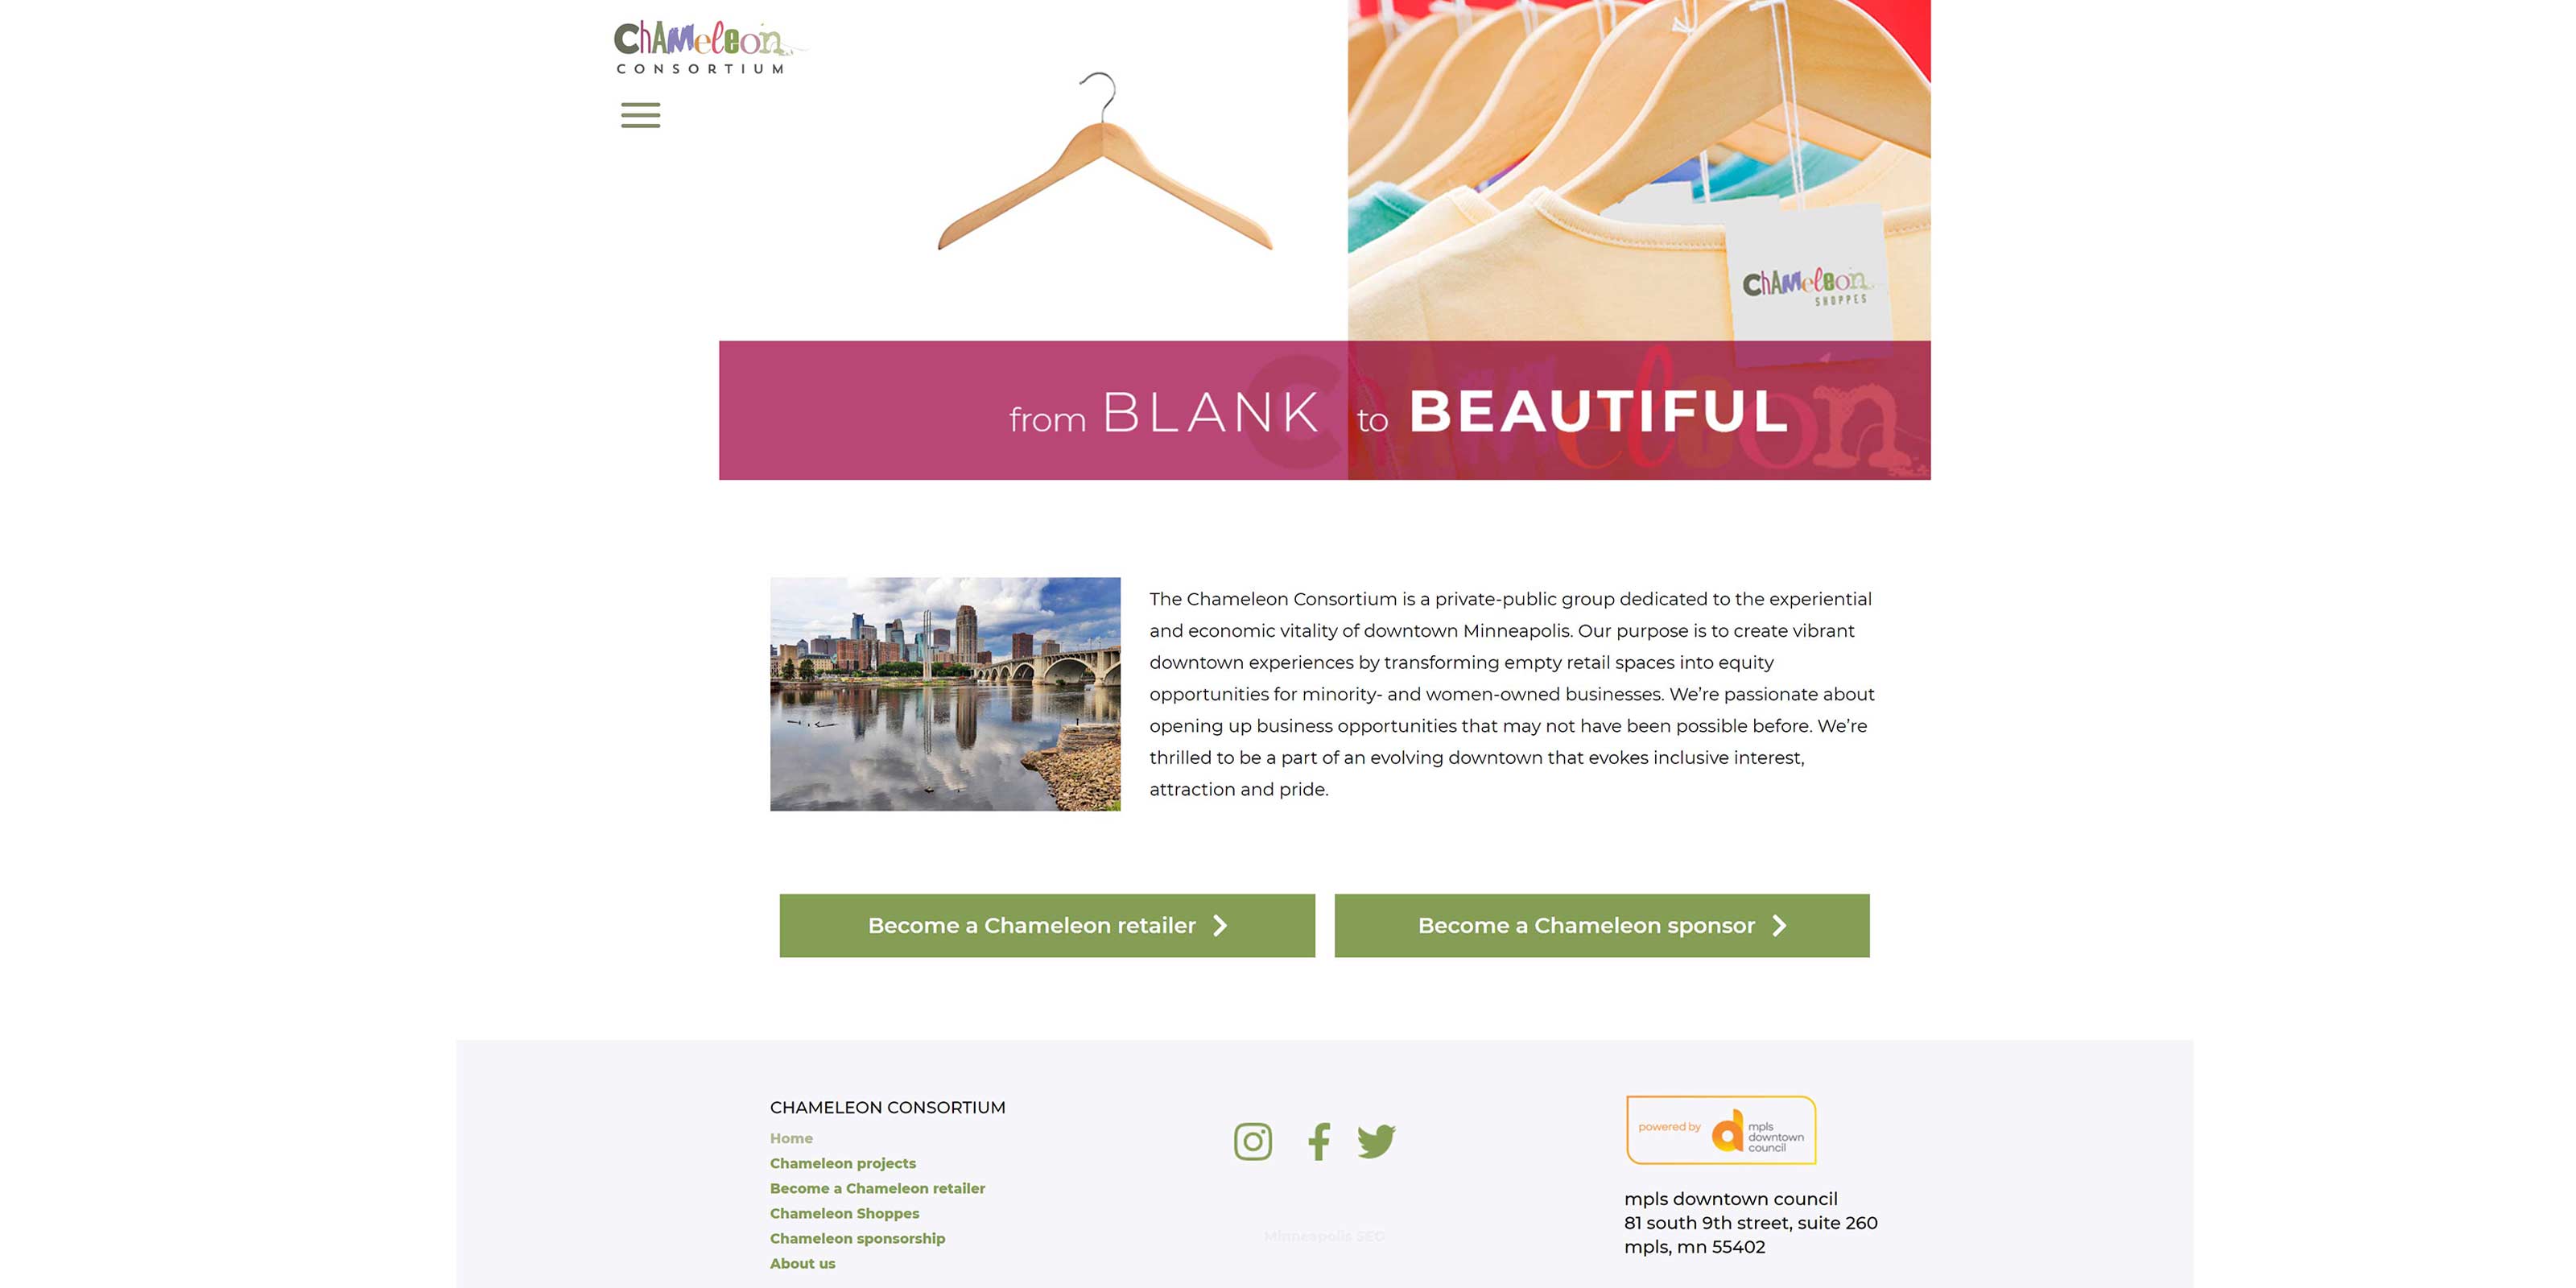 Chameleon
CONSORTIUM
Chameleon
SHOPPES
from BLANK to BEAUTIFUL
Chameleon
The Chameleon Consortium is a private-public group dedicated to the experiential
and economic vitality of downtown Minneapolis. Our purpose is to create vibrant
downtown experiences by transforming empty retail spaces into equity
opportunities for minority- and women-owned businesses. We’re passionate about
opening up business opportunities that may not have been possible before. We’re
thrilled to be a part of an evolving downtown that evokes inclusive interest,
attraction and pride.
Become a Chameleon retailer
Become a Chameleon sponsor
CHAMELEON CONSORTIUM
Home
Chameleon projects
Become a Chameleon retailer
Chameleon Shoppes
Chameleon sponsorship
About us
Minneapolis SEO
powered by
d
mpls
downtown
council
mpls downtown council
81 south 9th street, suite 260
mpls, mn 55402